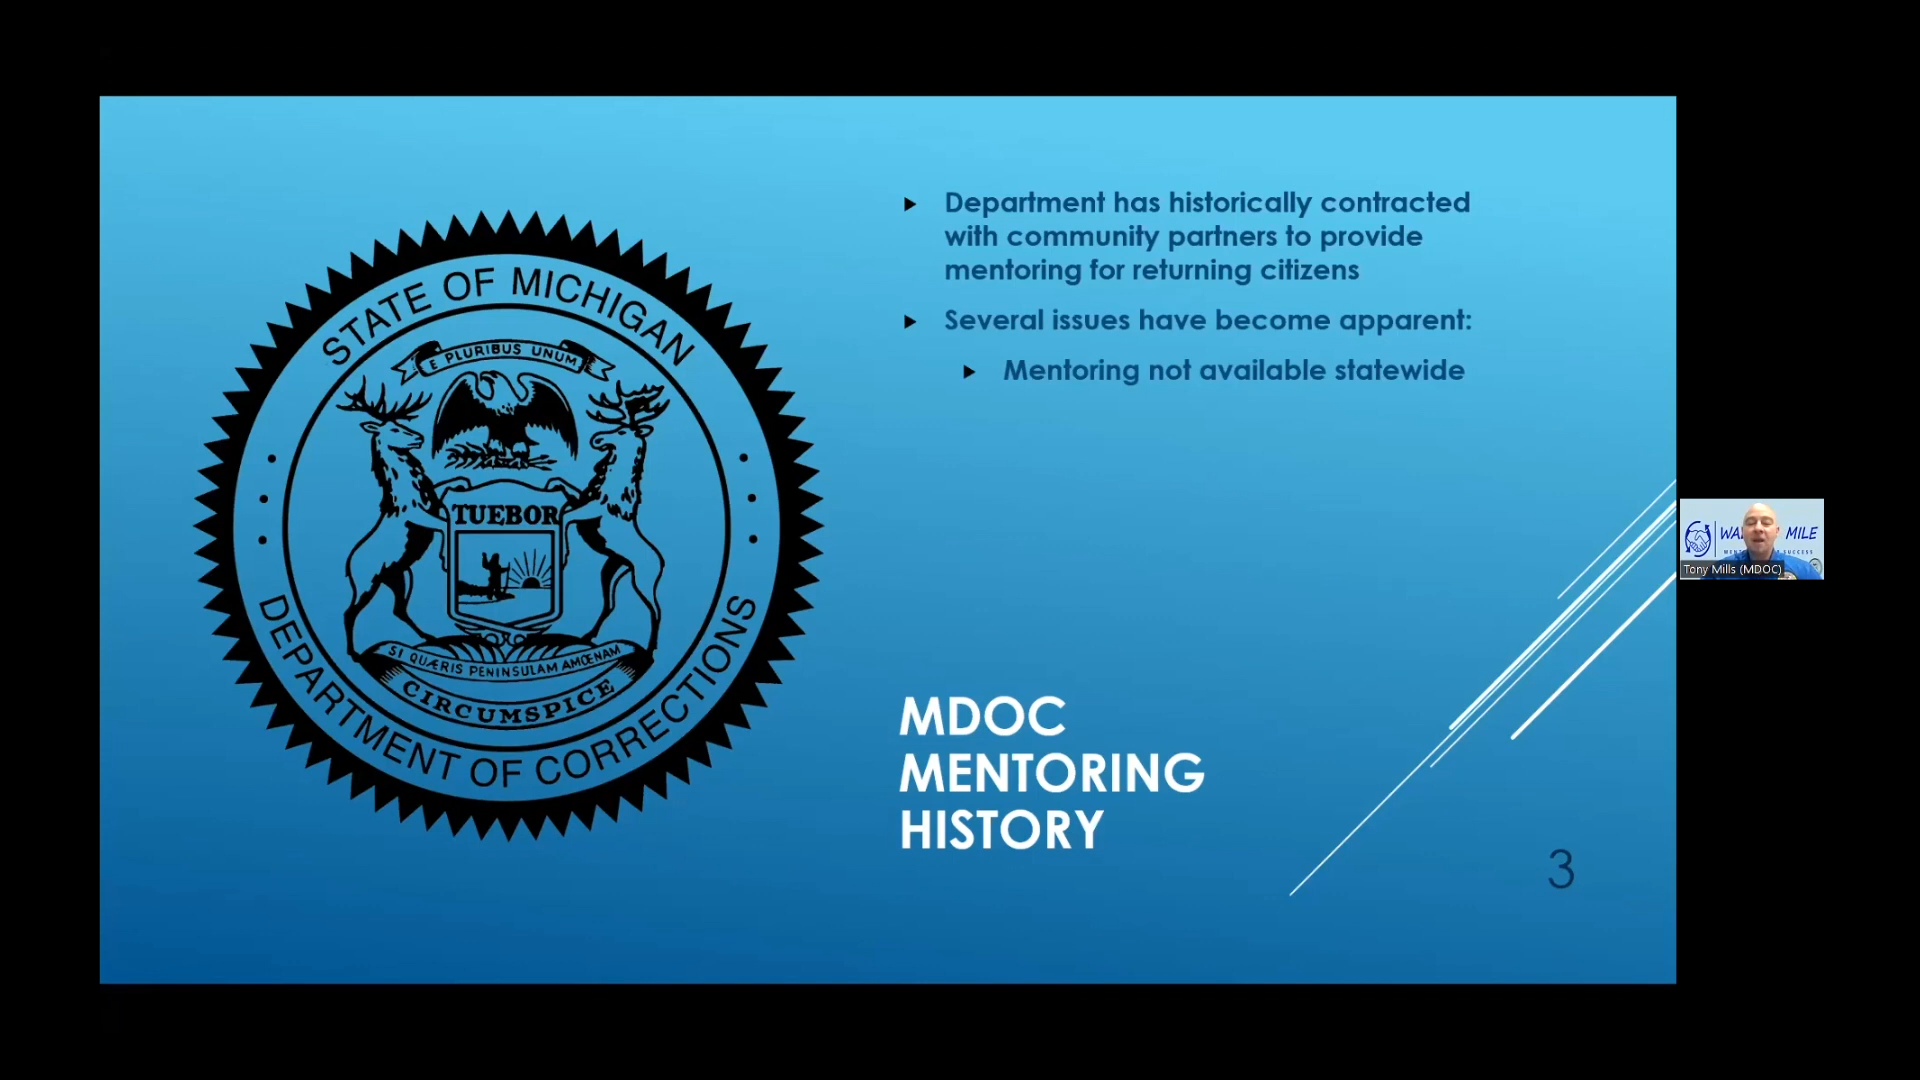 STATE OF MICHIGAN
E PLURIBUS UNUM
TUEBOR
SI QUÆRIS PENINSULAM AMŒNAM
CIRCUMSPICE
DEPARTMENT OF CORRECTIONS
Department has historically contracted
with community partners to provide
mentoring for returning citizens
Several issues have become apparent:
Mentoring not available statewide
MDOC
MENTORING
HISTORY
3
MILE
SUCCESS
Tony Mills (MDOC)